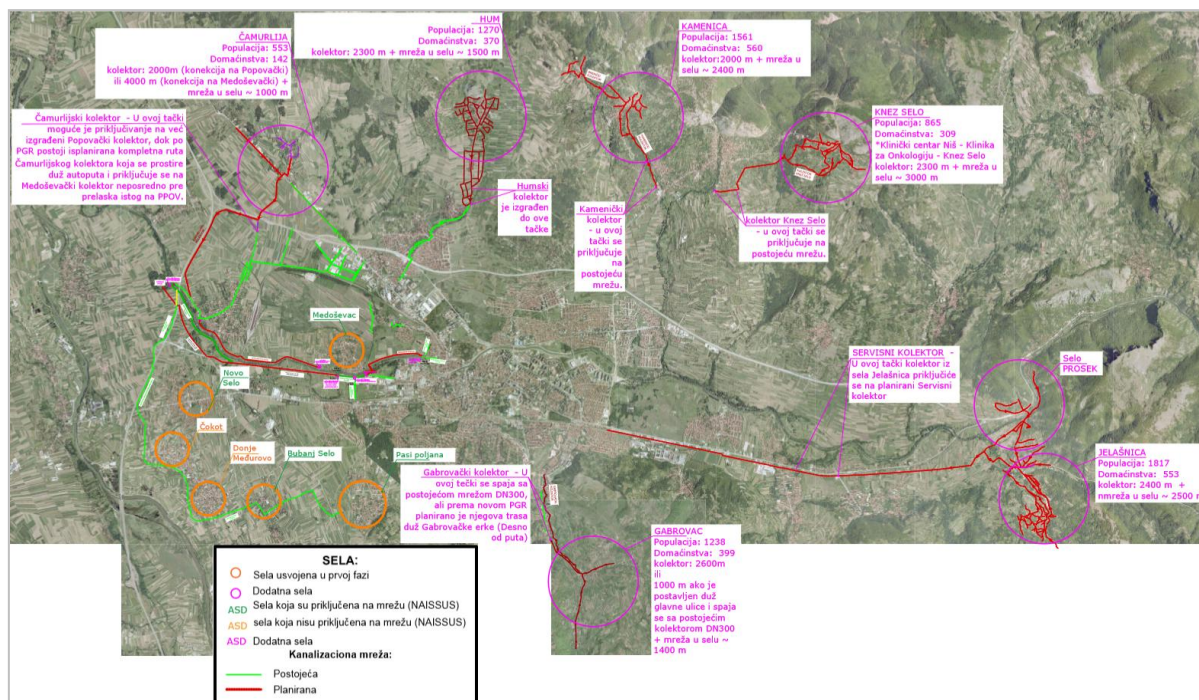 HUM
Populacija: 1270
Domaćinstva: 370
kolektor: 2300 m + mreža u selu ~ 1500 m
KAMENICA
Populacija: 1561
Domaćinstva: 560
kolektor:2000 m + mreža u
selu ~ 2400 m
ČAMURLIJA
Populacija: 553
Domaćinstva: 142
kolektor: 2000m (konekcija na Popovački)
ili 4000 m (konekcija na Medoševački) +
mreža u selu ~ 1000 m
KNEZ SELO
Populacija: 865
Domaćinstva: 309
*Klinički centar Niš - Klinika
za Onkologiju - Knez Selo
kolektor: 2300 m + mreža u
selu ~ 3000 m
Čamurlijski kolektor - U ovoj tački
moguće je priključivanje na već
izgrađeni Popovački kolektor, dok po
PGR postoji isplanirana kompletna ruta
Čamurlijskog kolektora koja se prostire
duž autoputa i priključuje se na
Medoševački kolektor neposredno pre
prelaska istog na PPOV.
Humski
kolektor
je izgrađen
do ove
tačke
Kamenički
kolektor
- u ovoj
tački se
priključuje
na
postojeću
mrežu.
kolektor Knez Selo
- u ovoj tački se
priključuje na
postojeću mrežu.
Medoševac
SERVISNI KOLEKTOR -
U ovoj tački kolektor iz
sela Jelašnica priključiće
se na planirani Servisni
kolektor
Selo
PROSEK
Novo
Selo
Čokot
Donje
Međurovo
Bubanj Selo
Pasi poljana
JELAŠNICA
Populacija: 1817
Domaćinstva: 553
kolektor: 2400 m +
nmreža u selu ~ 2500 m
Gabrovački kolektor - U
ovoj tečki se spaja sa
postojećom mrežom DN300,
ali prema novom PGR
planirano je njegova trasa
duž Gabrovačke erke (Desno
od puta)
GABROVAC
Populacija: 1238
Domaćinstva: 399
kolektor: 2600m
ili
1000 m ako je
postavljen duž
glavne ulice i spaja
se sa postojećim
kolektorom DN300
+ mreža u selu ~
1400 m
SELA:
Sela usvojena u prvoj fazi
Dodatna sela
ASD Sela koja su priključena na mrežu (NAISSUS)
ASD sela koja nisu priključena na mrežu (NAISSUS)
ASD Dodatna sela
Kanalizaciona mreža:
Postojeća
Planirana